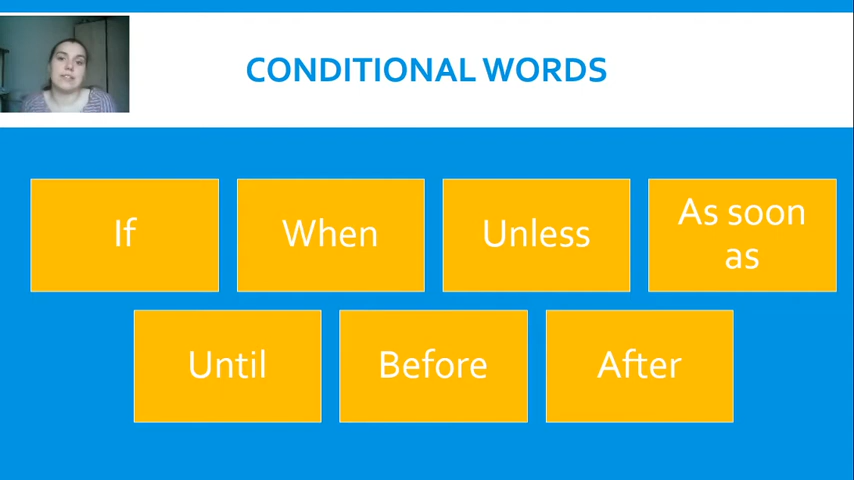 CONDITIONAL WORDS
If
When
Unless
As soon
as
Until
Before
After